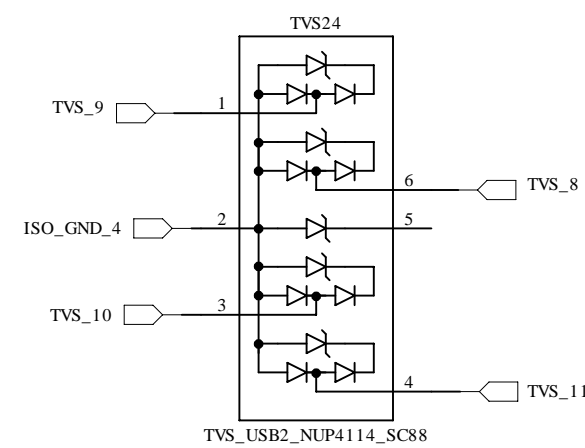 TVS24
TVS_9
1
6
TVS_8
ISO_GND_4
2
5
TVS_10
3
4
TVS_11
TVS_USB2_NUP4114_SC88